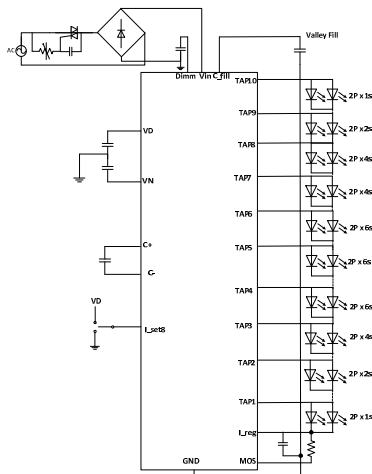 Valley Fill
AC
Dimm Vin C_fill
TAP10
2P x 1s
TAP9
2P x 2s
TAP8
2P x 4s
TAP7
2P x 4s
TAP6
2P x 6s
TAP5
2P x 6s
TAP4
2P x 6s
TAP3
2P x 4s
TAP2
2P x 2s
TAP1
2P x 1s
I_reg
MOS
VD
VN
C+
C-
VD
I_set8
GND